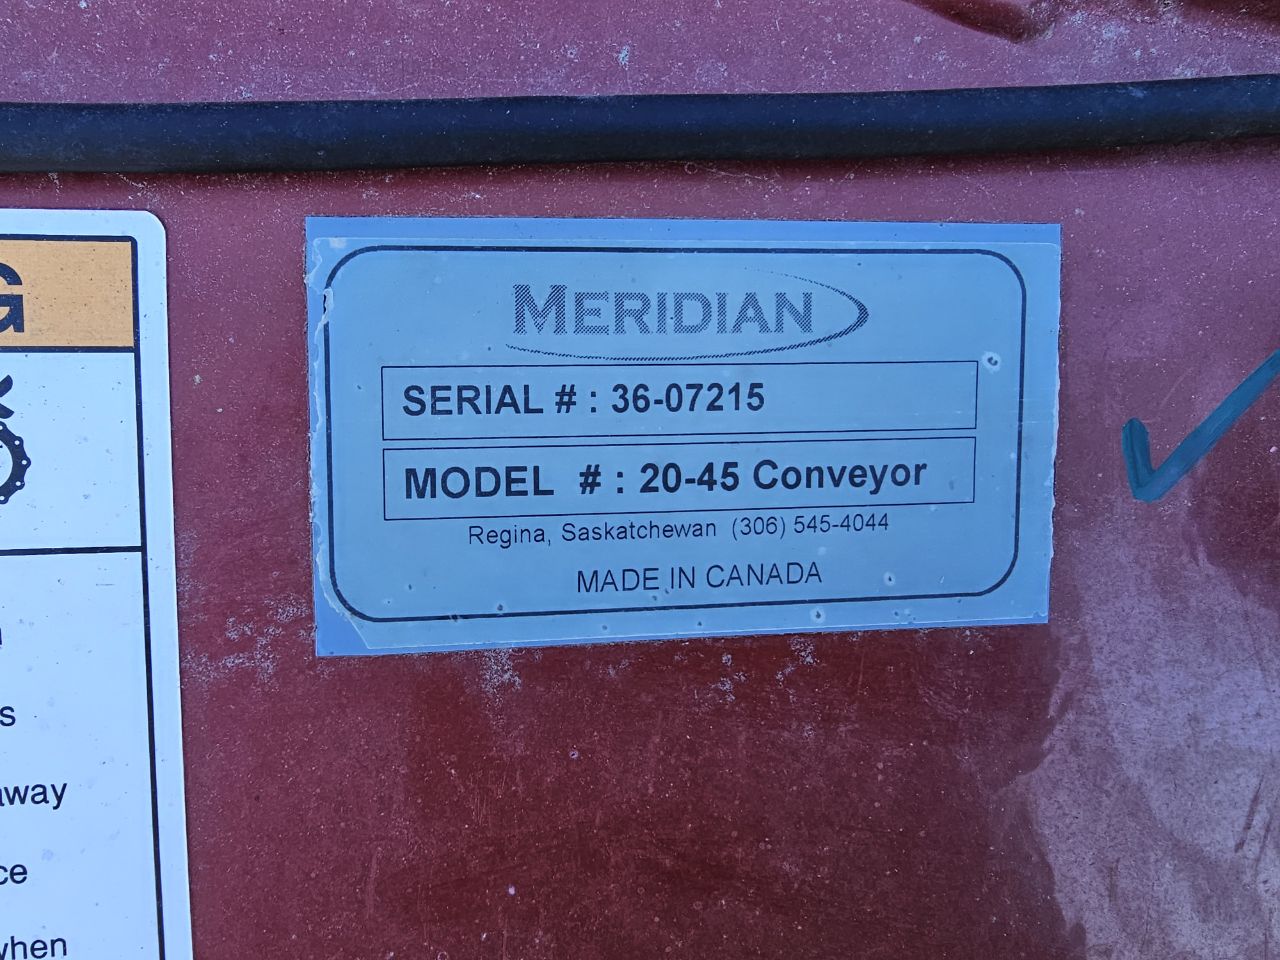 G
MERIDIAN
SERIAL # : 36-07215
MODEL # : 20-45 Conveyor
Regina, Saskatchewan (306) 545-4044
MADE IN CANADA
s
away
ce
when